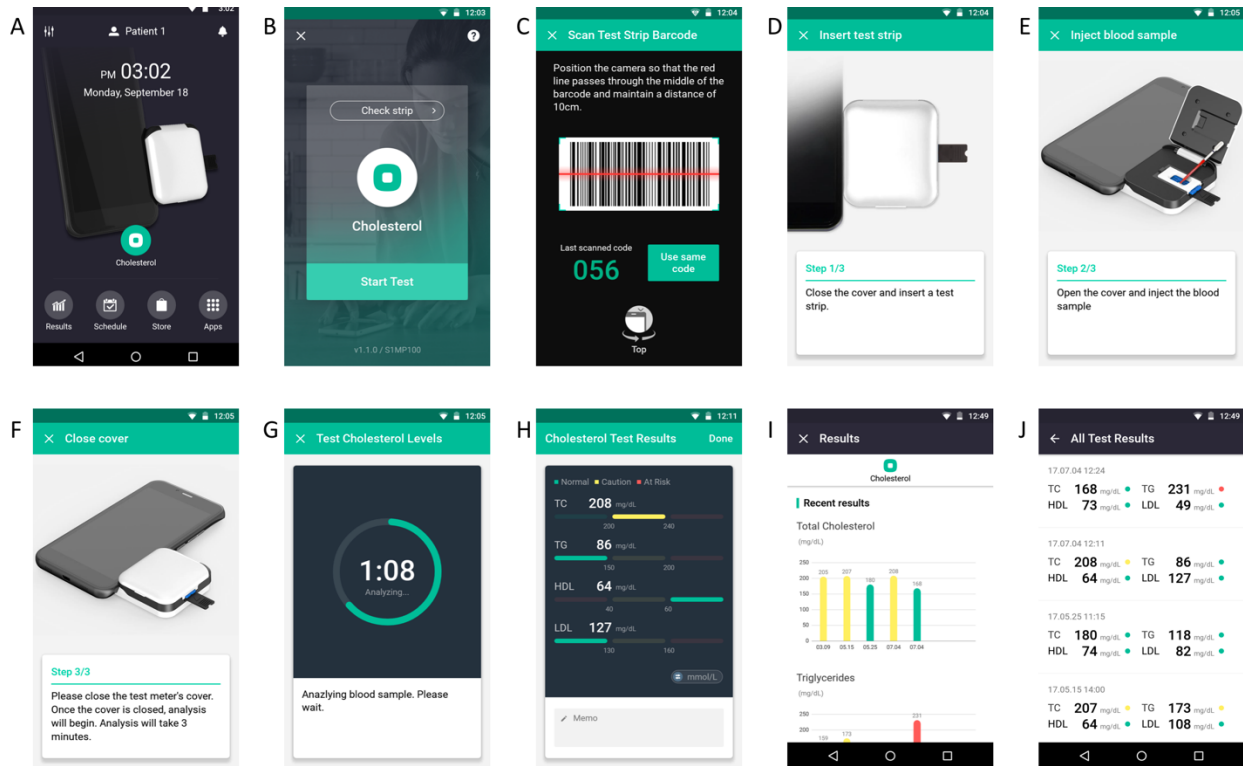 A
3:02
Patient 1
PM 03:02
Monday, September 18
Cholesterol
Results
Schedule
Store
Apps
B
12:03
Check strip
Cholesterol
Start Test
v1.1.0 / S1MP100
C
12:04
Scan Test Strip Barcode
Position the camera so that the red
line passes through the middle of the
barcode and maintain a distance of
10cm.
Last scanned code
056
Use same
code
Top
D
12:04
Insert test strip
Step 1/3
Close the cover and insert a test
strip.
E
12:05
Inject blood sample
Step 2/3
Open the cover and inject the blood
sample
F
12:05
Close cover
Step 3/3
Please close the test meter's cover.
Once the cover is closed, analysis
will begin. Analysis will take 3
minutes.
G
12:05
Test Cholesterol Levels
1:08
Analyzing...
Anazlying blood sample. Please
wait.
H
12:11
Cholesterol Test Results Done
Normal Caution At Risk
TC 208 mg/dL
200 240
TG 86 mg/dL
150 200
HDL 64 mg/dL
40 60
LDL 127 mg/dL
130 160
mmol/L
Memo
I
12:49
Results
Cholesterol
Recent results
Total Cholesterol
(mg/dL)
250
200
150
100
50
0
205 207 180 208 168
03.09 05.15 05.25 07.04 07.04
Triglycerides
(mg/dL)
250
200
173 231
J
12:49
All Test Results
17.07.04 12:24
TC 168 mg/dL TG 231 mg/dL
HDL 73 mg/dL LDL 49 mg/dL
17.07.04 12:11
TC 208 mg/dL TG 86 mg/dL
HDL 64 mg/dL LDL 127 mg/dL
17.05.25 11:15
TC 180 mg/dL TG 118 mg/dL
HDL 74 mg/dL LDL 82 mg/dL
17.05.15 14:00
TC 207 mg/dL TG 173 mg/dL
HDL 64 mg/dL LDL 108 mg/dL